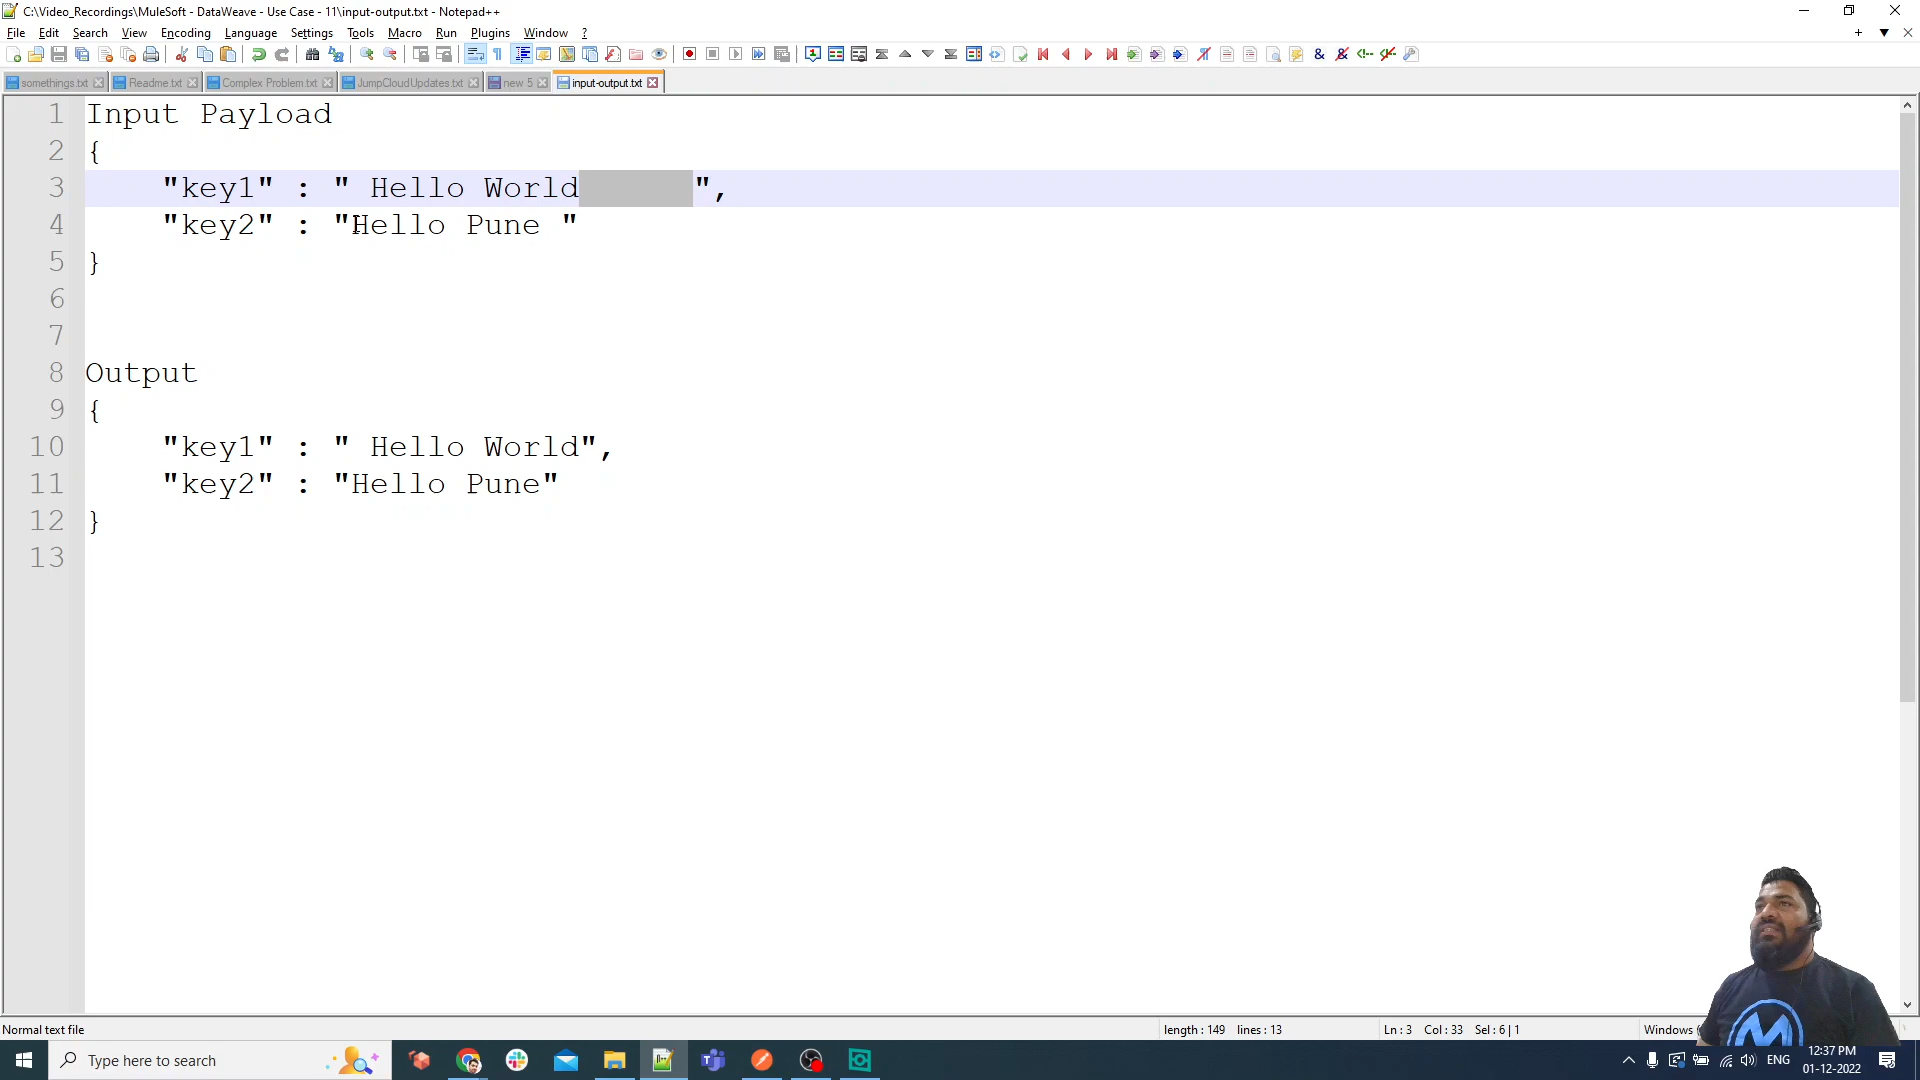 C:\Video_Recordings\MuleSoft - DataWeave - Use Case - 11\input-output.txt - Notepad++
File Edit Search View Encoding Language Settings Tools Macro Run Plugins Window ?
somethings.txt Readme.txt Complex Problem.txt JumpCloudUpdates.txt new 5 input-output.txt
1 Input Payload
2 {
3 "key1" : " Hello World      ",
4 "key2" : "Hello Pune "
5 }
6
7
8 Output
9 {
10 "key1" : " Hello World",
11 "key2" : "Hello Pune"
12 }
13
Normal text file length : 149 lines : 13 Ln : 3 Col : 33 Sel : 6 | 1 Windows (
Type here to search ENG 12:37 PM
01-12-2022